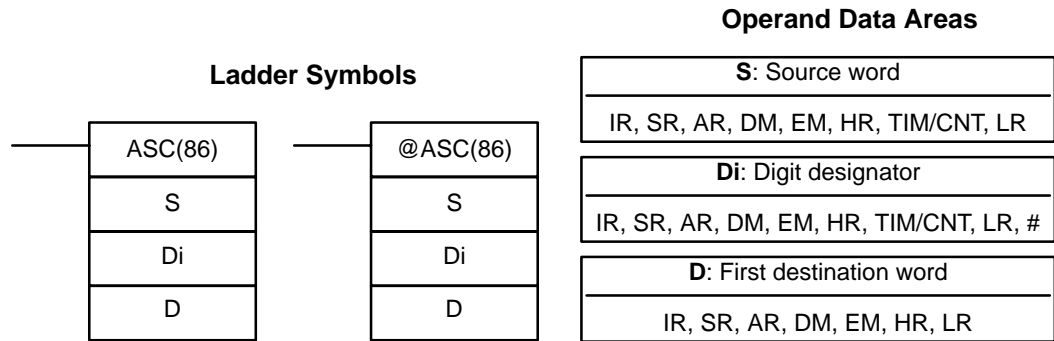 Operand Data Areas
Ladder Symbols
S: Source word
IR, SR, AR, DM, EM, HR, TIM/CNT, LR
ASC(86)
@ASC(86)
Di: Digit designator
S
S
IR, SR, AR, DM, EM, HR, TIM/CNT, LR, #
Di
Di
D: First destination word
D
D
IR, SR, AR, DM, EM, HR, LR